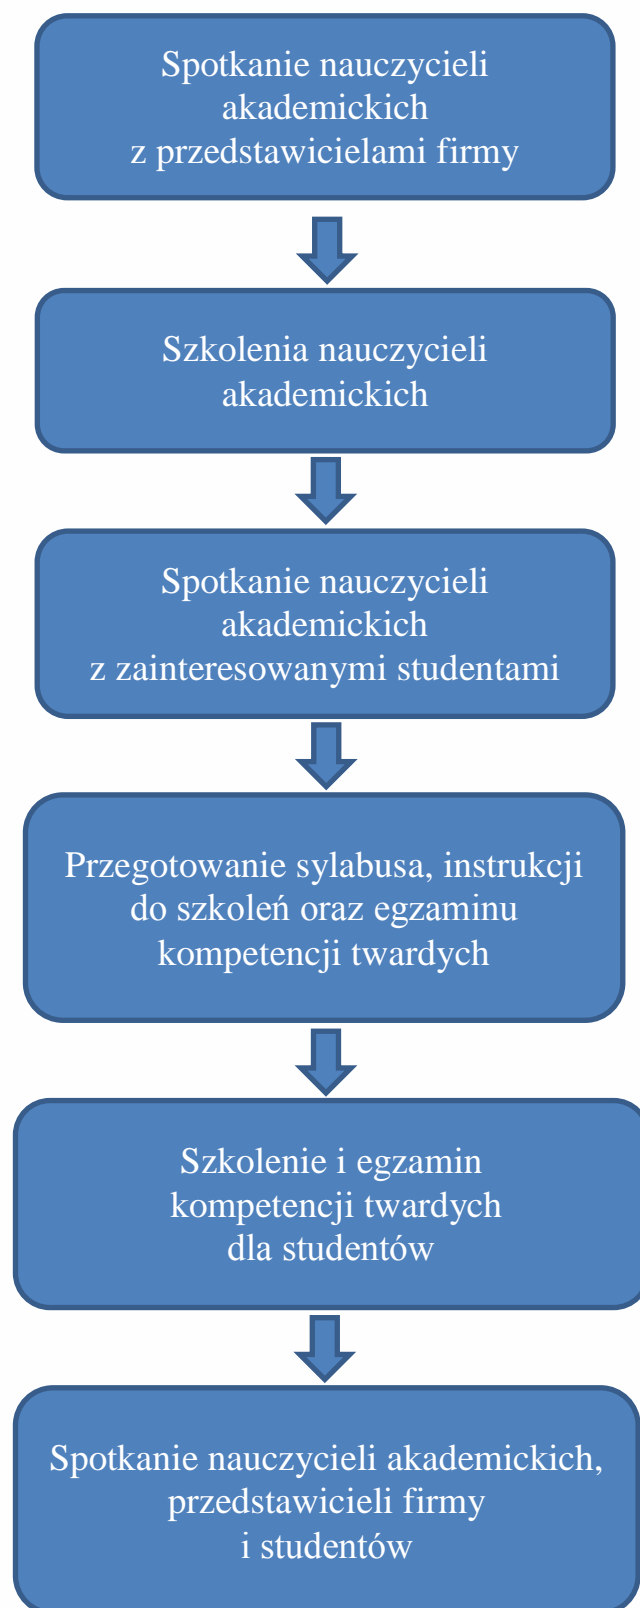 Spotkanie nauczycieli
akademickich
z przedstawicielami firmy
Szkolenia nauczycieli
akademickich
Spotkanie nauczycieli
akademickich
z zainteresowanymi studentami
Przegotowanie sylabusa, instrukcji
do szkoleń oraz egzaminu
kompetencji twardych
Szkolenie i egzamin
kompetencji twardych
dla studentów
Spotkanie nauczycieli akademickich,
przedstawicieli firmy
i studentów